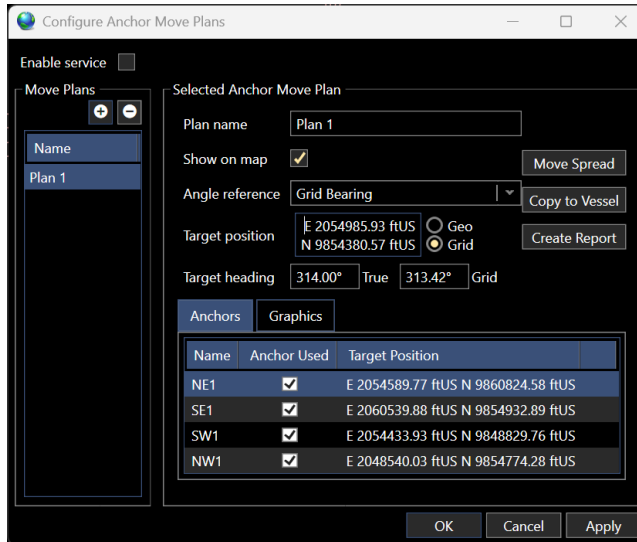 Configure Anchor Move Plans
Enable service
Move Plans
Name
Plan 1
Selected Anchor Move Plan
Plan name Plan 1
Show on map
Angle reference Grid Bearing
Target position E 2054985.93 ftUS Geo
N 9854380.57 ftUS Grid
Target heading 314.00° True 313.42° Grid
Move Spread
Copy to Vessel
Create Report
Anchors Graphics
Name Anchor Used Target Position
NE1 E 2054589.77 ftUS N 9860824.58 ftUS
SE1 E 2060539.88 ftUS N 9854932.89 ftUS
SW1 E 2054433.93 ftUS N 9848829.76 ftUS
NW1 E 2048540.03 ftUS N 9854774.28 ftUS
OK Cancel Apply